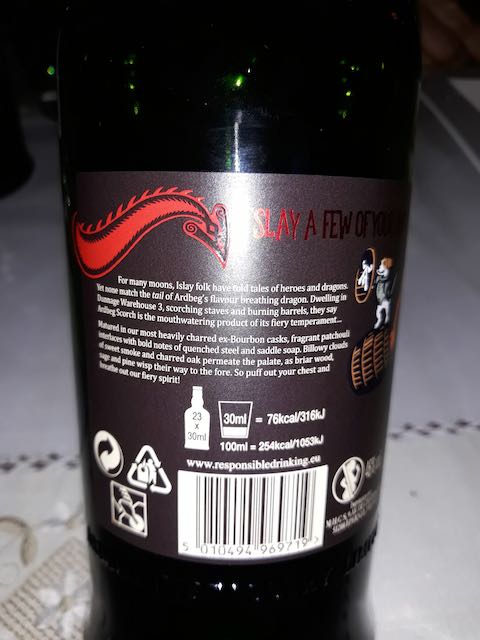 SLAY A FEW OF
For many moons, Islay folk have told tales of heroes and dragons.
Yet none match the tail of Ardbeg's flavour breathing dragon. Dwelling in
Dunnage Warehouse 3, scorching staves and burning barrels, they say
Ardbeg Scorch is the mouthwatering product of its fiery temperament...
Matured in our most heavily charred ex-Bourbon casks, fragrant patchouli
interfaces with bold notes of quenched steel and saddle soap. Billowy clouds
of sweet smoke and charred oak permeate the palate, as briar wood,
sage and pine wisp their way to the fore. So puff out your chest and
breathe out our fiery spirit!
23
x
30ml
30ml = 76kcal/316kJ
100ml = 254kcal/1053kJ
www.responsibledrinking.eu
5 010494 969719 >